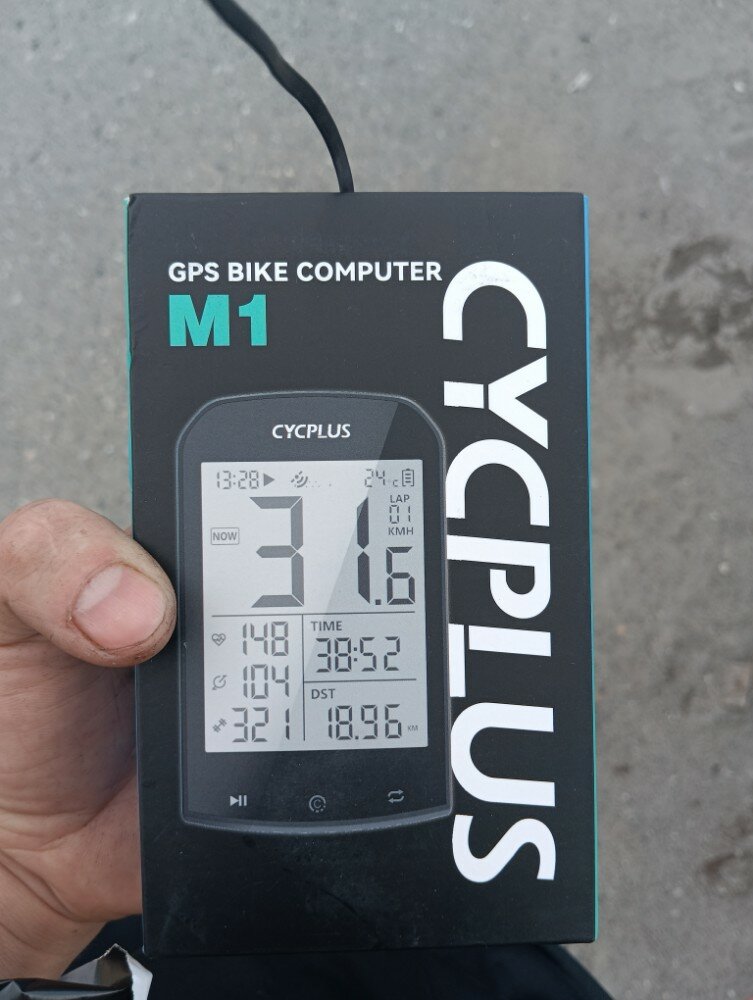 GPS BIKE COMPUTER
M1
CYCPLUS
CYCPLUS
13:28
24 c
LAP
01
KMH
NOW
31.6
148
104
321
TIME
38:52
DST
18.96 KM